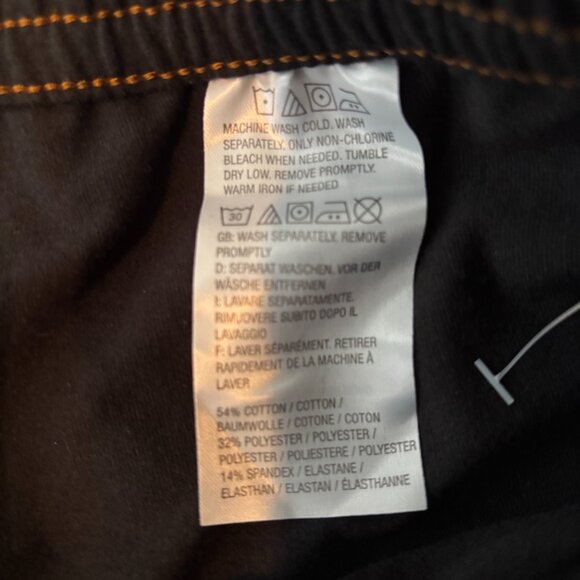 MACHINE WASH COLD. WASH
SEPARATELY. ONLY NON-CHLORINE
BLEACH WHEN NEEDED. TUMBLE
DRY LOW. REMOVE PROMPTLY.
WARM IRON IF NEEDED
30
GB: WASH SEPARATELY. REMOVE
PROMPTLY
D: SEPARAT WASCHEN. VOR DER
WÄSCHE ENTFERNEN
I: LAVARE SEPARATAMENTE.
RIMUOVERE SUBITO DOPO IL
LAVAGGIO
F: LAVER SÉPARÉMENT. RETIRER
RAPIDEMENT DE LA MACHINE À
LAVER
54% COTTON / COTTON /
BAUMWOLLE / COTONE / COTON
32% POLYESTER / POLYESTER /
POLYESTER / POLIESTERE / POLYESTER
14% SPANDEX / ELASTANE /
ELASTHAN / ELASTAN / ÉLASTHANNE